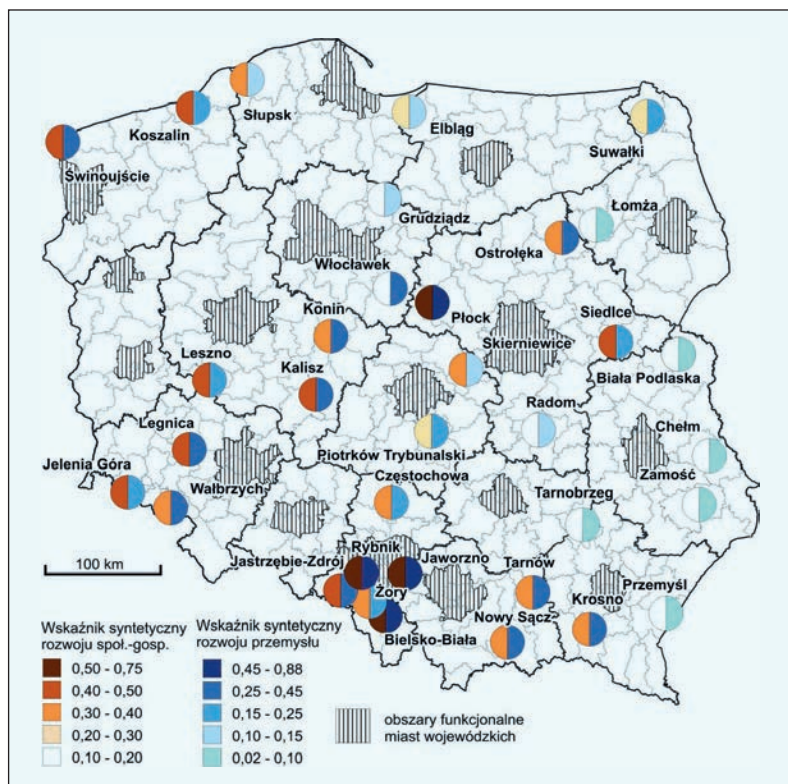 Słupsk
Koszalin
Elbląg
Suwałki
Świnoujście
Grudziądz
Łomża
Ostrołęka
Włocławek
Konin
Płock
Siedlce
Skierniewice
Leszno
Kalisz
Biała Podlaska
Radom
Legnica
Chełm
Piotrków Trybunalski
Jelenia Góra
Wałbrzych
Częstochowa
Zamość
Tarnobrzeg
Rybnik
Jastrzębie-Zdrój
Jaworzno
Tarnów
Przemyśl
Żory
Krosno
Nowy Sącz
Bielsko-Biała
100 km
Wskaźnik syntetyczny
rozwoju społ.-gosp.
0,50 - 0,75
0,40 - 0,50
0,30 - 0,40
0,20 - 0,30
0,10 - 0,20
Wskaźnik syntetyczny
rozwoju przemysłu
0,45 - 0,88
0,25 - 0,45
0,15 - 0,25
0,10 - 0,15
0,02 - 0,10
obszary funkcjonalne
miast wojewódzkich